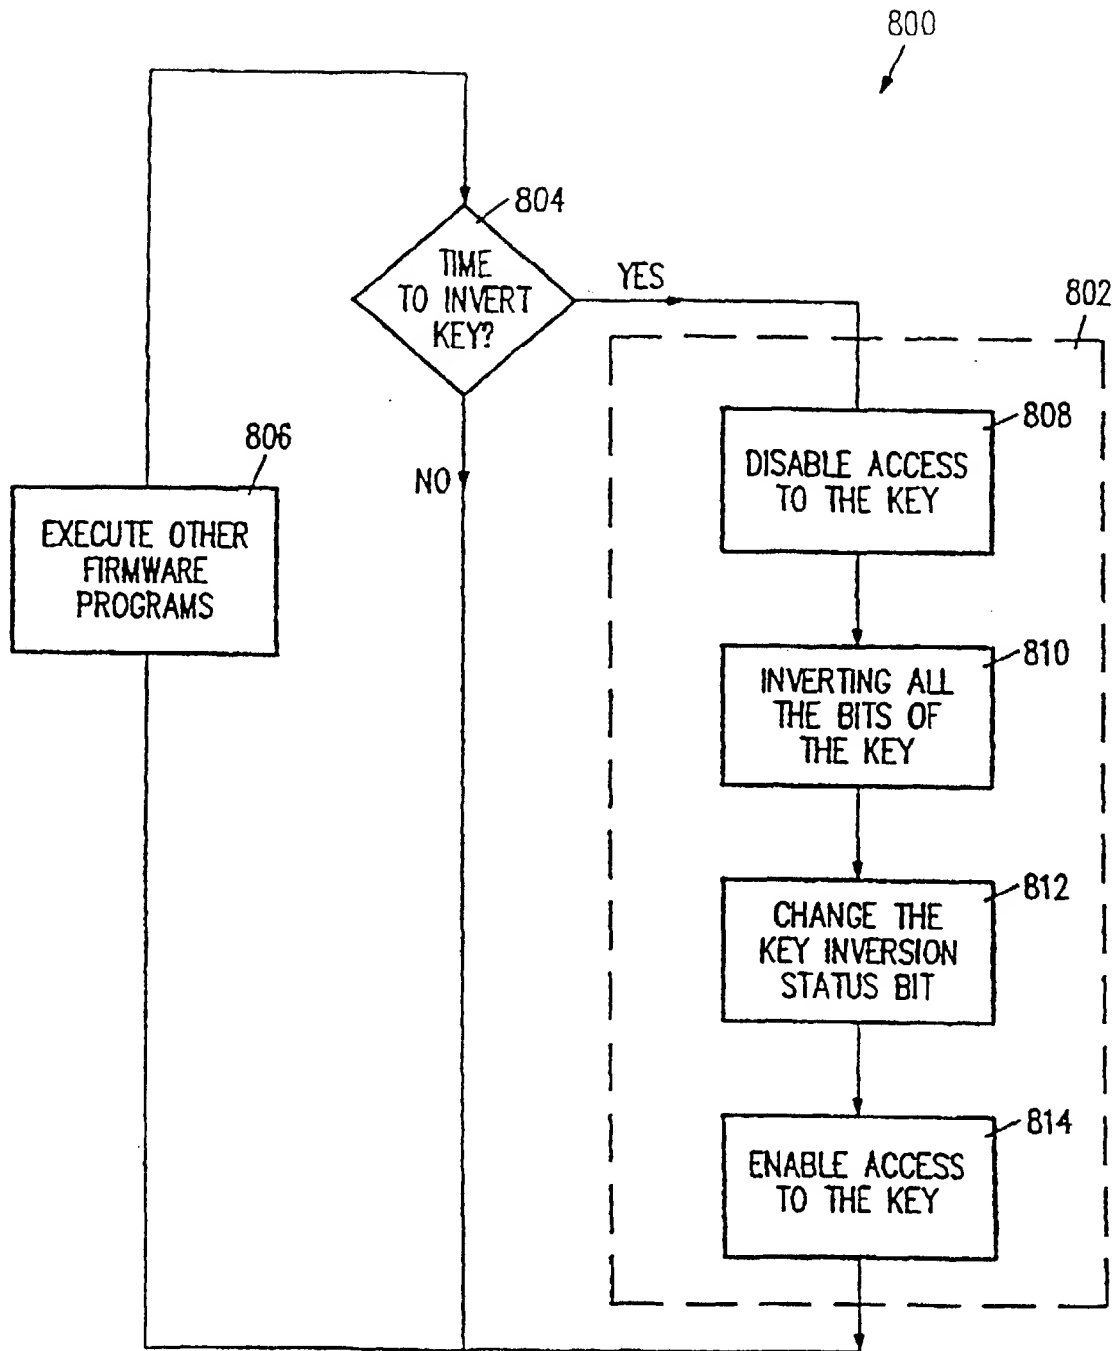 800
804
TIME
TO INVERT
KEY?
YES
802
NO
806
EXECUTE OTHER
FIRMWARE
PROGRAMS
808
DISABLE ACCESS
TO THE KEY
810
INVERTING ALL
THE BITS OF
THE KEY
812
CHANGE THE
KEY INVERSION
STATUS BIT
814
ENABLE ACCESS
TO THE KEY